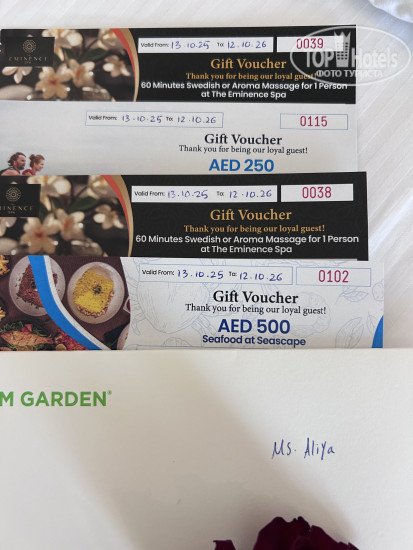 Valid From: 13.10.25 To: 12.10.26 0039
TOPHotels
ФОТО ТУРИСТА
EMINENCE
SPA
Gift Voucher
Thank you for being our loyal guest!
60 Minutes Swedish or Aroma Massage for 1 Person
at The Eminence Spa
Valid From: 13.10.25 To: 12.10.26 0115
Gift Voucher
Thank you for being our loyal guest!
AED 250
Valid From: 13.10.25 To: 12.10.26 0038
MINENCE
Gift Voucher
Thank you for being our loyal guest!
60 Minutes Swedish or Aroma Massage for 1 Person
at The Eminence Spa
Valid From: 13.10.25 To: 12.10.26 0102
Gift Voucher
Thank you for being our loyal guest!
AED 500
Seafood at Seascape
M GARDEN®
Ms. Aliya